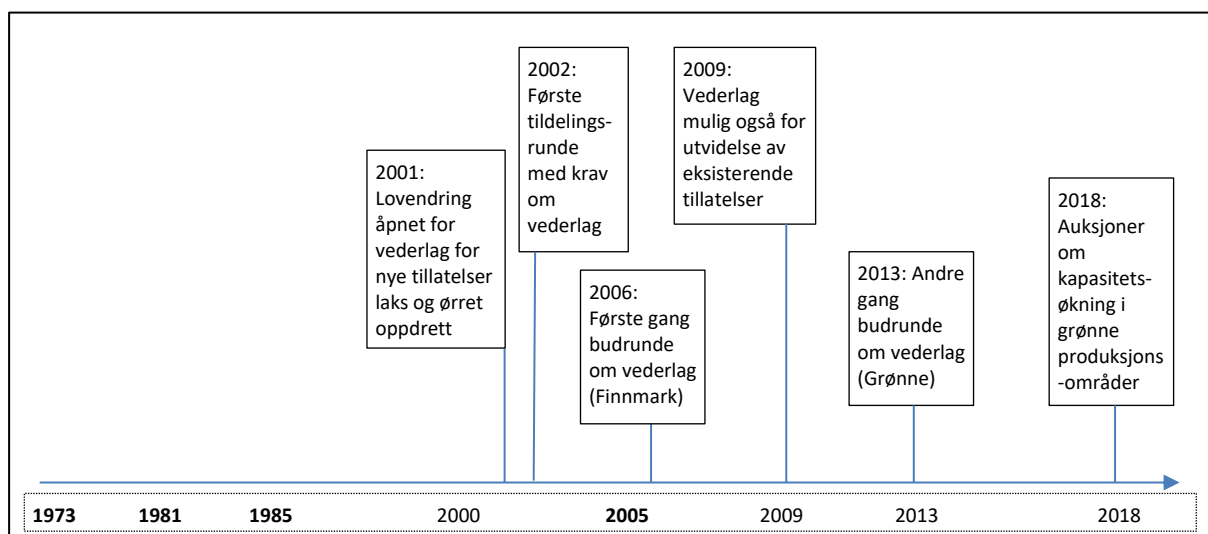 2001:
Lovendring
åpnet for
vederlag for
nye tillatelser
laks og ørret
oppdrett
2002:
Første
tildelings-
runde
med krav
om
vederlag
2006:
Første gang
budrunde
om vederlag
(Finnmark)
2009:
Vederlag
mulig også for
utvidelse av
eksisterende
tillatelser
2013: Andre
gang
budrunde
om vederlag
(Grønne)
2018:
Auksjoner
om
kapasitets-
økning i
grønne
produksjons
-områder
1973 1981 1985 2000 2005 2009 2013 2018